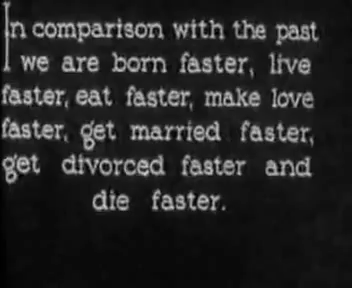 In comparison with the past
we are born faster, live
faster, eat faster, make love
faster, get married faster,
get divorced faster and
die faster.